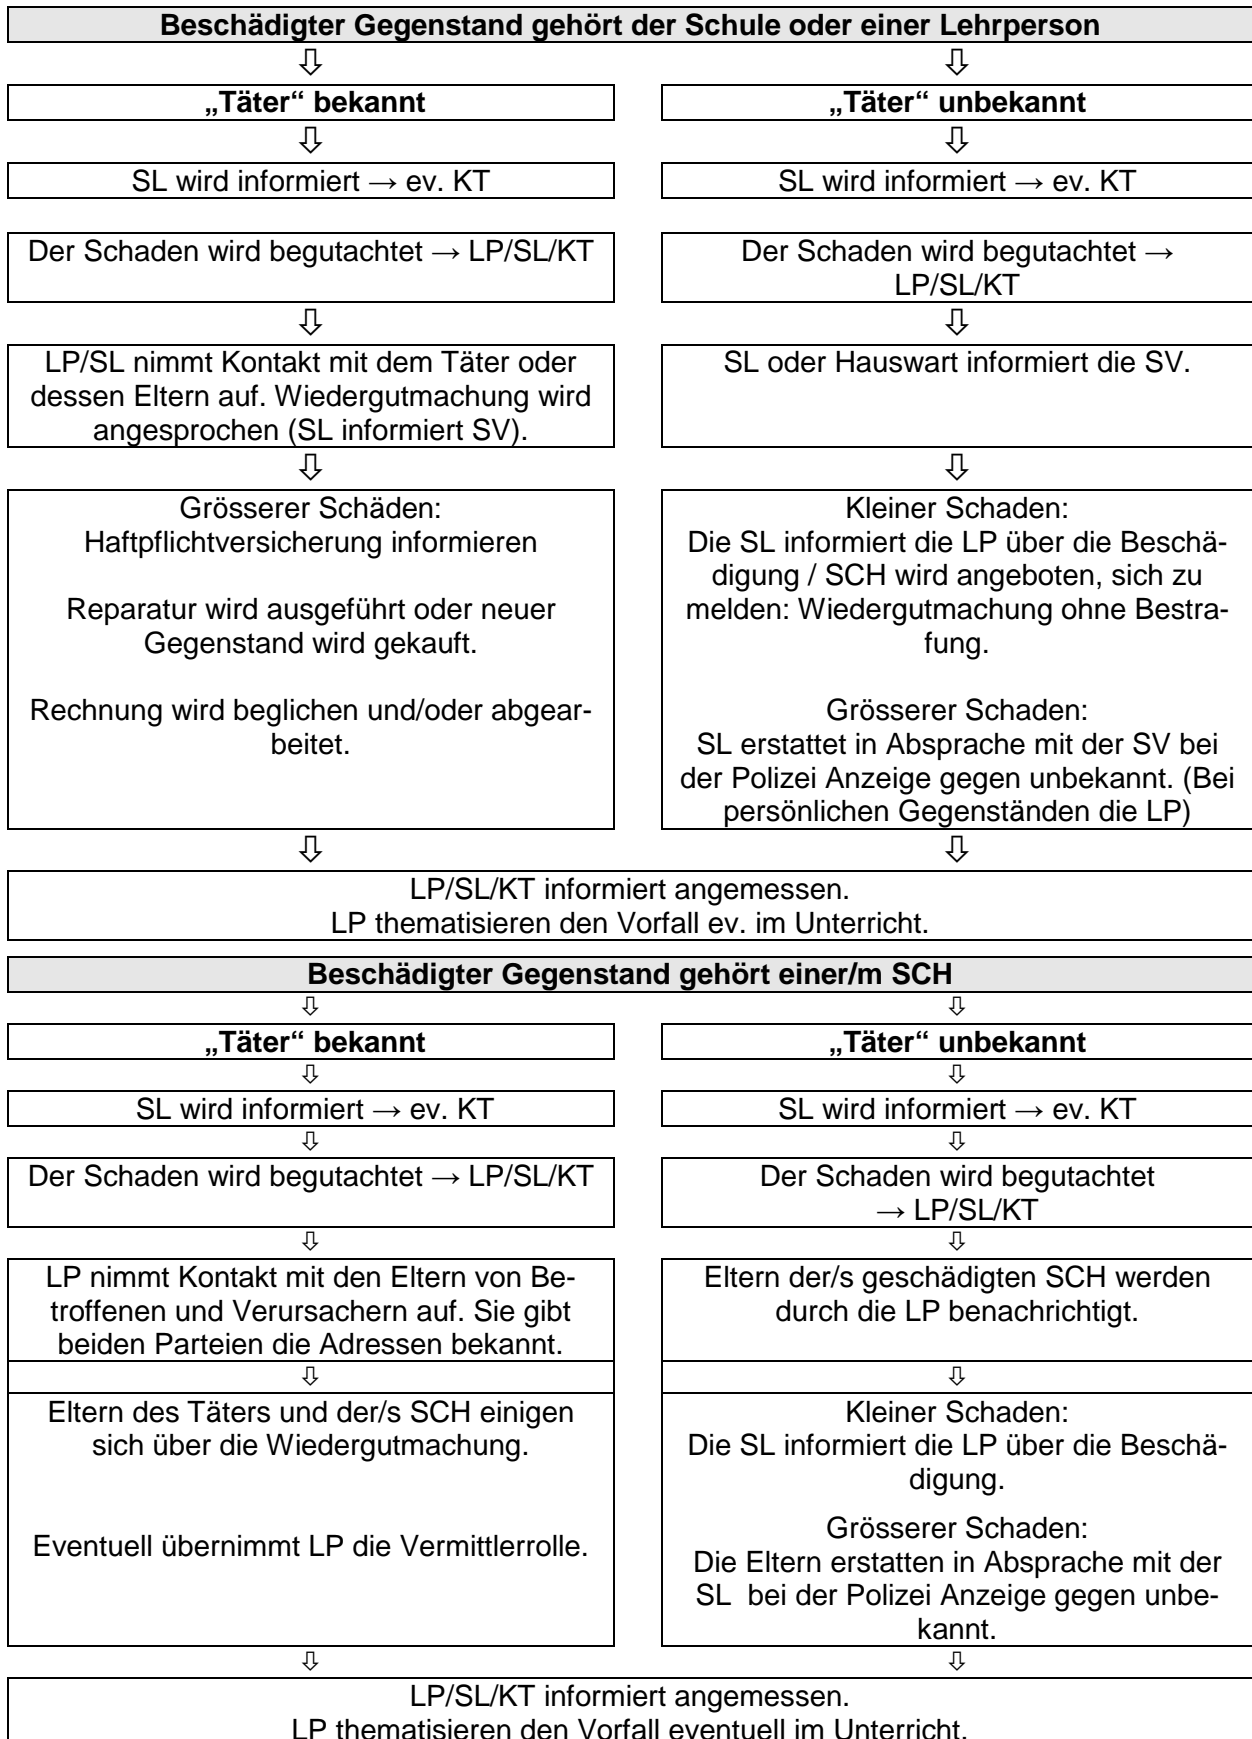 Beschädigter Gegenstand gehört der Schule oder einer Lehrperson
⇩ ⇩
„Täter“ bekannt
„Täter“ unbekannt
⇩ ⇩
SL wird informiert → ev. KT
SL wird informiert → ev. KT
Der Schaden wird begutachtet → LP/SL/KT
Der Schaden wird begutachtet →
LP/SL/KT
⇩ ⇩
LP/SL nimmt Kontakt mit dem Täter oder
dessen Eltern auf. Wiedergutmachung wird
angesprochen (SL informiert SV).
SL oder Hauswart informiert die SV.
⇩ ⇩
Grösserer Schäden:
Haftpflichtversicherung informieren
Reparatur wird ausgeführt oder neuer
Gegenstand wird gekauft.
Rechnung wird beglichen und/oder abgear-
beitet.
Kleiner Schaden:
Die SL informiert die LP über die Beschä-
digung / SCH wird angeboten, sich zu
melden: Wiedergutmachung ohne Bestra-
fung.
Grösserer Schaden:
SL erstattet in Absprache mit der SV bei
der Polizei Anzeige gegen unbekannt. (Bei
persönlichen Gegenständen die LP)
⇩ ⇩
LP/SL/KT informiert angemessen.
LP thematisieren den Vorfall ev. im Unterricht.
Beschädigter Gegenstand gehört einer/m SCH
⇩ ⇩
„Täter“ bekannt
„Täter“ unbekannt
⇩ ⇩
SL wird informiert → ev. KT
SL wird informiert → ev. KT
⇩ ⇩
Der Schaden wird begutachtet → LP/SL/KT
Der Schaden wird begutachtet
→ LP/SL/KT
⇩ ⇩
LP nimmt Kontakt mit den Eltern von Be-
troffenen und Verursachern auf. Sie gibt
beiden Parteien die Adressen bekannt.
Eltern der/s geschädigten SCH werden
durch die LP benachrichtigt.
⇩ ⇩
Eltern des Täters und der/s SCH einigen
sich über die Wiedergutmachung.
Eventuell übernimmt LP die Vermittlerrolle.
Kleiner Schaden:
Die SL informiert die LP über die Beschä-
digung.
Grösserer Schaden:
Die Eltern erstatten in Absprache mit der
SL bei der Polizei Anzeige gegen unbe-
kannt.
⇩ ⇩
LP/SL/KT informiert angemessen.
LP thematisieren den Vorfall eventuell im Unterricht.